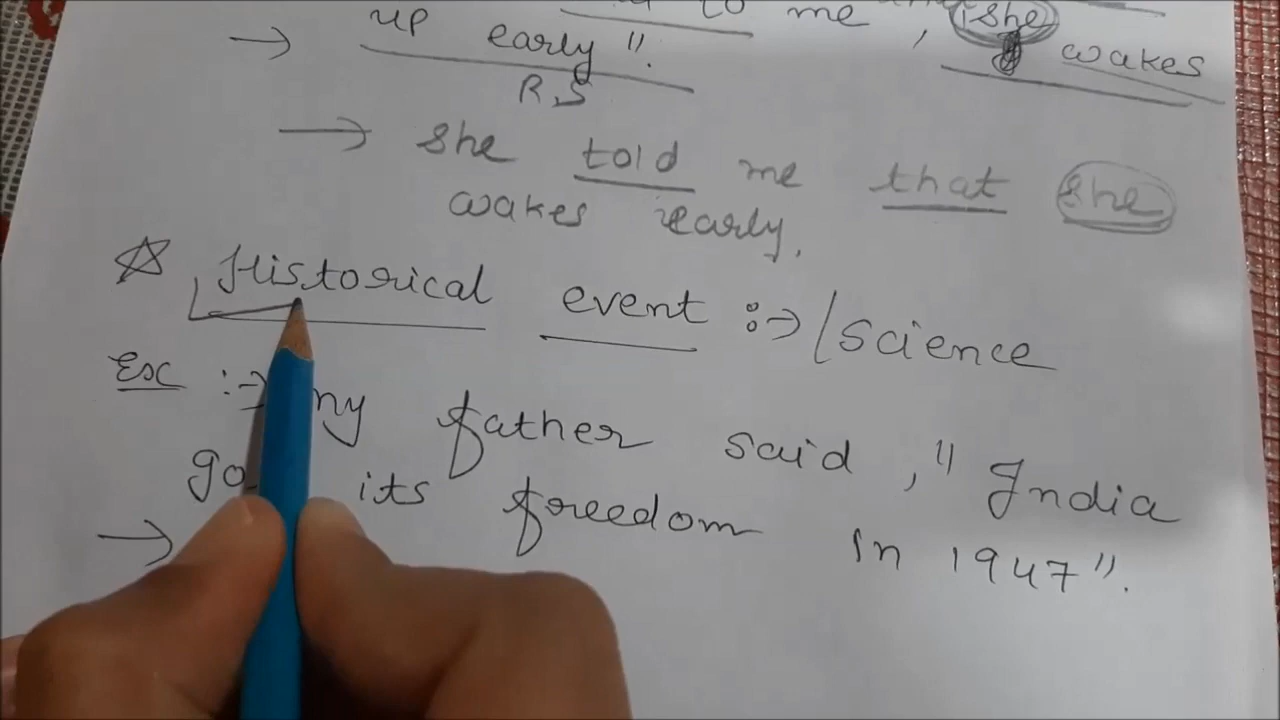 to me, she
→ up early". wakes
R.S
→ she told me that she
wakes early.
☆ Historical event :→ / Science
Ex :→ my father said, "India
its freedom in 1947".
→